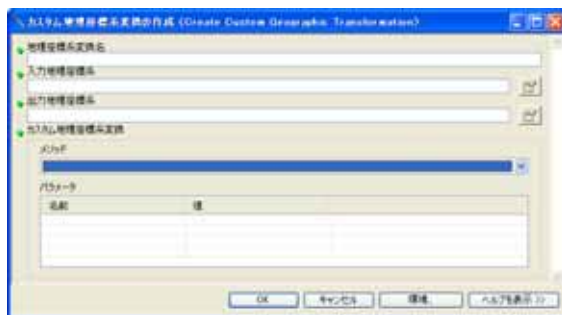 カスタム地理座標系変換の作成 (Create Custom Geographic Transformation)
地理座標系変換名
入力地理座標系
出力地理座標系
カスタム地理座標系変換
メソッド
パラメータ
名前 値
OK キャンセル 環境... ヘルプを表示 >>